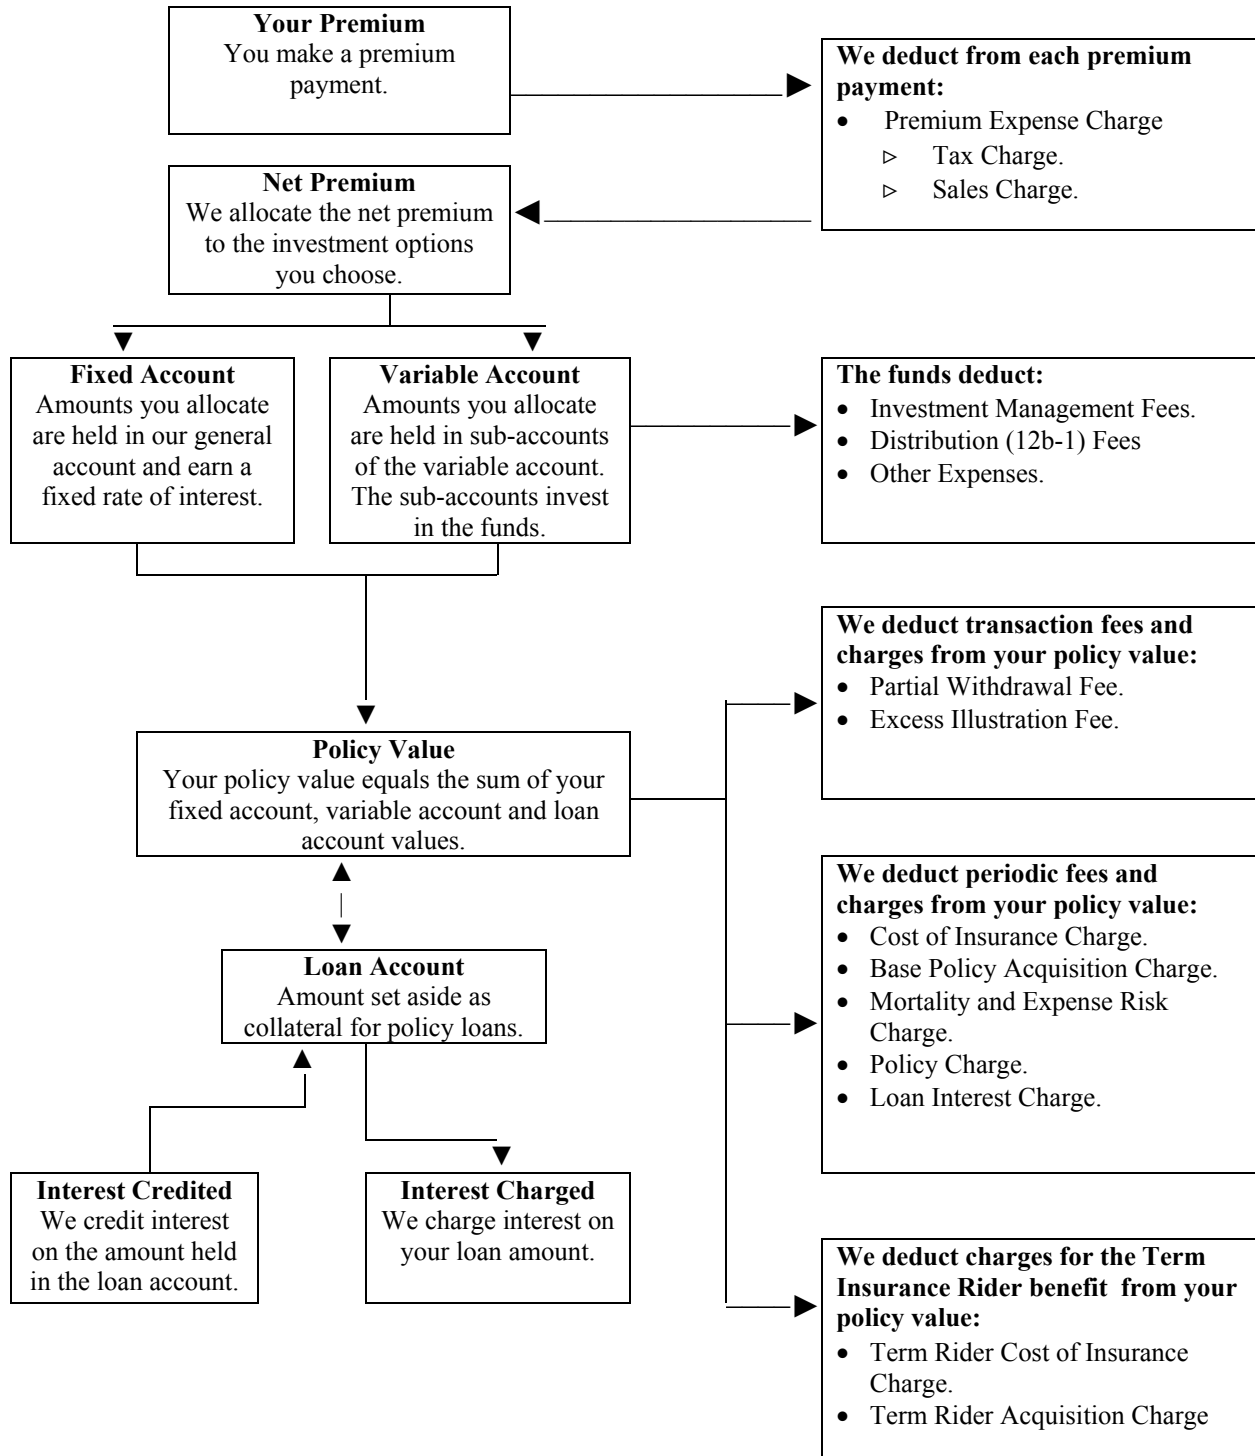 Your Premium
You make a premium
payment.
We deduct from each premium
payment:
• Premium Expense Charge
▹ Tax Charge.
▹ Sales Charge.
Net Premium
We allocate the net premium
to the investment options
you choose.
Fixed Account
Amounts you allocate
are held in our general
account and earn a
fixed rate of interest.
Variable Account
Amounts you allocate
are held in sub-accounts
of the variable account.
The sub-accounts invest
in the funds.
The funds deduct:
• Investment Management Fees.
• Distribution (12b-1) Fees
• Other Expenses.
We deduct transaction fees and
charges from your policy value:
• Partial Withdrawal Fee.
• Excess Illustration Fee.
Policy Value
Your policy value equals the sum of your
fixed account, variable account and loan
account values.
We deduct periodic fees and
charges from your policy value:
• Cost of Insurance Charge.
• Base Policy Acquisition Charge.
• Mortality and Expense Risk
Charge.
• Policy Charge.
• Loan Interest Charge.
Loan Account
Amount set aside as
collateral for policy loans.
Interest Credited
We credit interest
on the amount held
in the loan account.
Interest Charged
We charge interest on
your loan amount.
We deduct charges for the Term
Insurance Rider benefit from your
policy value:
• Term Rider Cost of Insurance
Charge.
• Term Rider Acquisition Charge